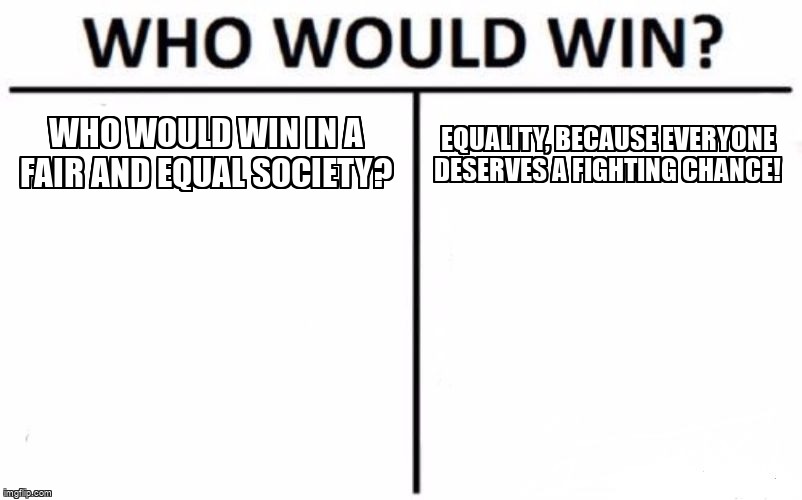 WHO WOULD WIN?
WHO WOULD WIN IN A
FAIR AND EQUAL SOCIETY?
EQUALITY, BECAUSE EVERYONE
DESERVES A FIGHTING CHANCE!
imgflip.com